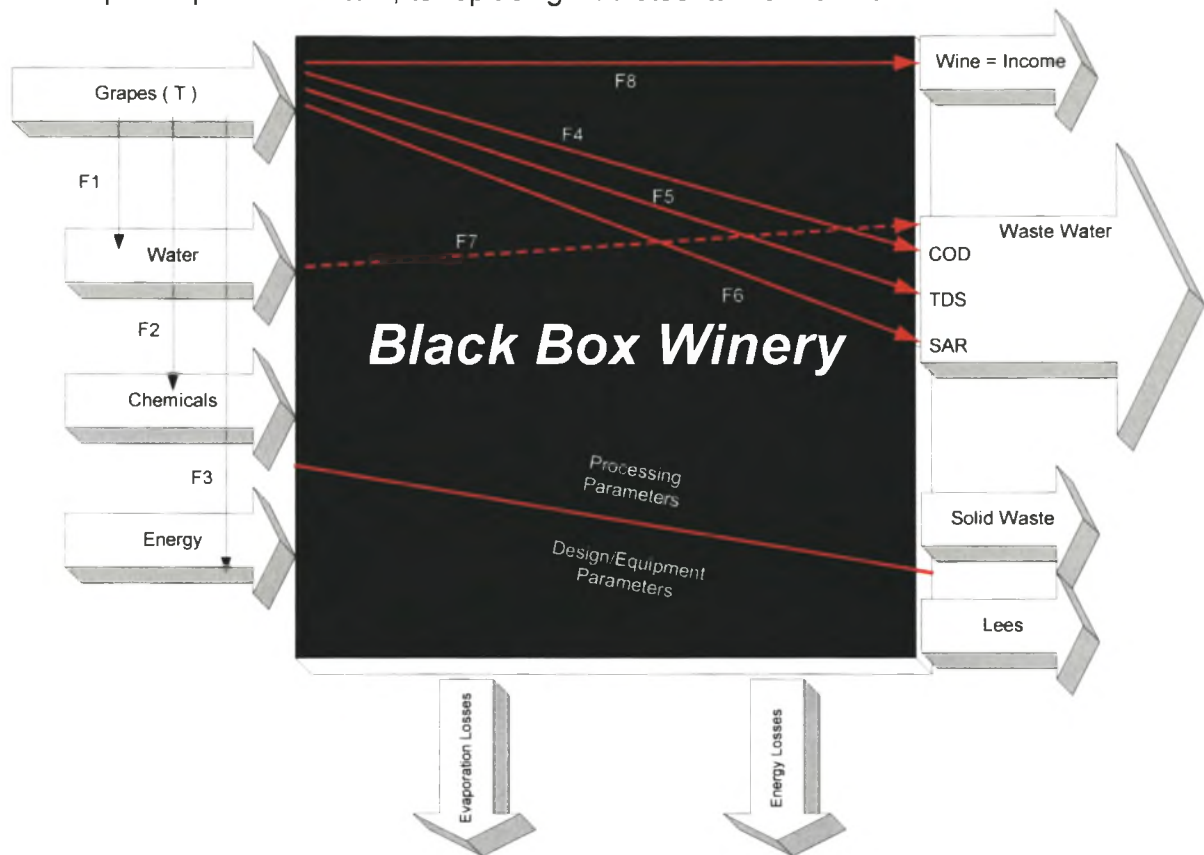 Grapes ( T )
F1
Water
F2
Chemicals
F3
Energy
F8
F4
F5
F7
F6
Black Box Winery
Processing
Parameters
Design/Equipment
Parameters
Wine = Income
Waste Water
COD
TDS
SAR
Solid Waste
Lees
Evaporation Losses
Energy Losses